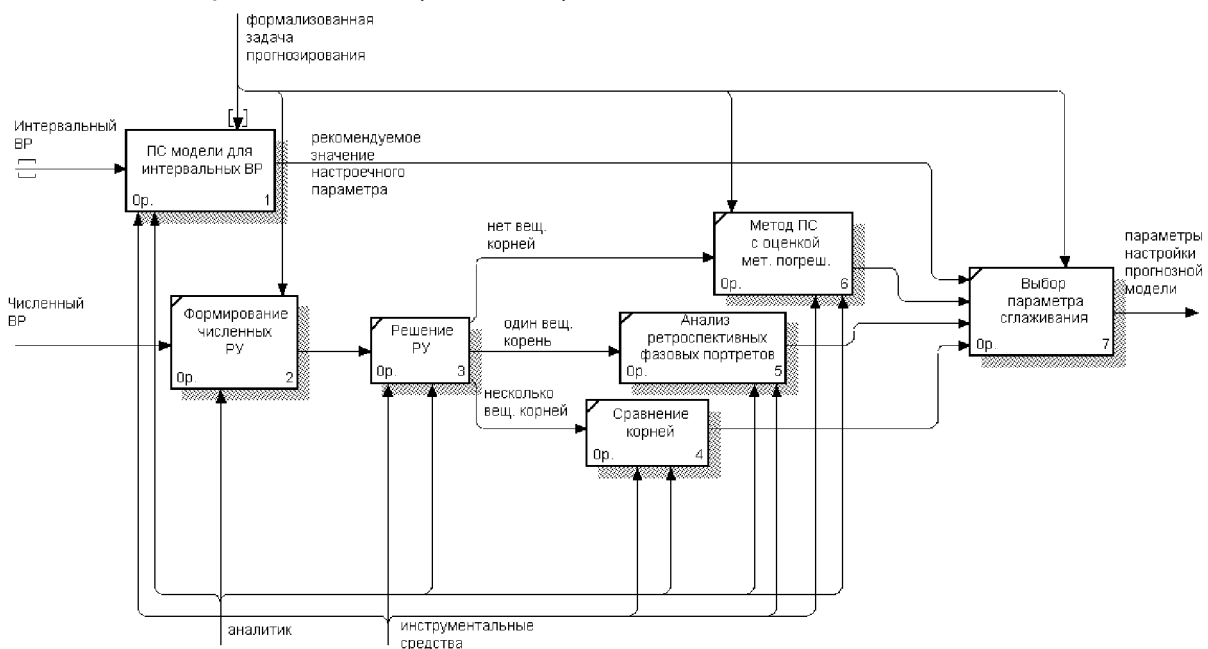 формализованная
задача
прогнозирования
Интервальный
ВР
ПС модели для
интервальных ВР
0р.
1
рекомендуемое
значение
настроечного
параметра
нет вещ.
корней
Метод ПС
с оценкой
мет. погреш.
0р.
6
параметры
настройки
прогнозной
модели
Выбор
параметра
сглаживания
0р.
7
Численный
ВР
Формирование
численных
РУ
0р.
2
Решение
РУ
0р.
3
один вещ.
корень
Анализ
ретроспективных
фазовых портретов
0р.
5
несколько
вещ. корней
Сравнение
корней
0р.
4
аналитик
инструментальные
средства